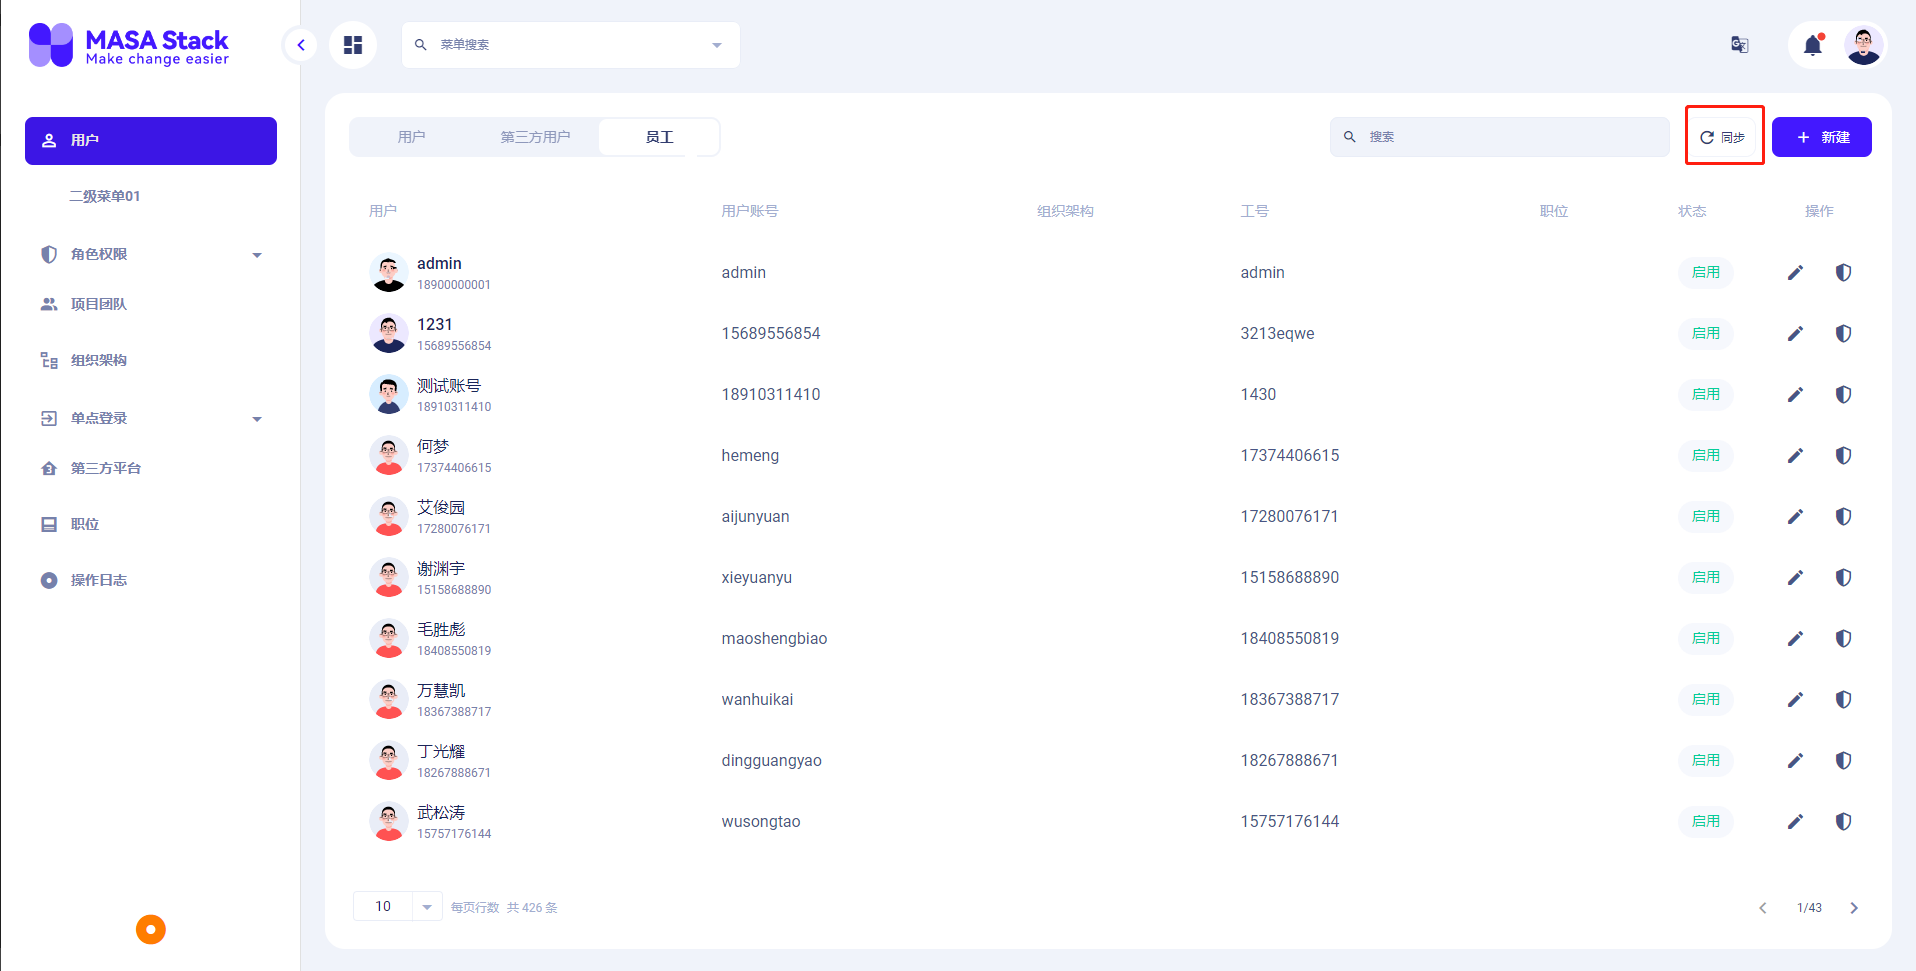 MASA Stack
Make change easier
菜单搜索
用户
二级菜单01
角色权限
项目团队
组织架构
单点登录
第三方平台
职位
操作日志
用户 第三方用户 员工
搜索
同步
新建
用户 用户账号 组织架构 工号 职位 状态 操作
admin
18900000001
admin admin 启用
1231
15689556854
15689556854 3213eqwe 启用
测试账号
18910311410
18910311410 1430 启用
何梦
17374406615
hemeng 17374406615 启用
艾俊园
17280076171
aijunyuan 17280076171 启用
谢渊宇
15158688890
xieyuanyu 15158688890 启用
毛胜彪
18408550819
maoshengbiao 18408550819 启用
万慧凯
18367388717
wanhuikai 18367388717 启用
丁光耀
18267888671
dingguangyao 18267888671 启用
武松涛
15757176144
wusongtao 15757176144 启用
10 每页行数 共 426 条
1/43